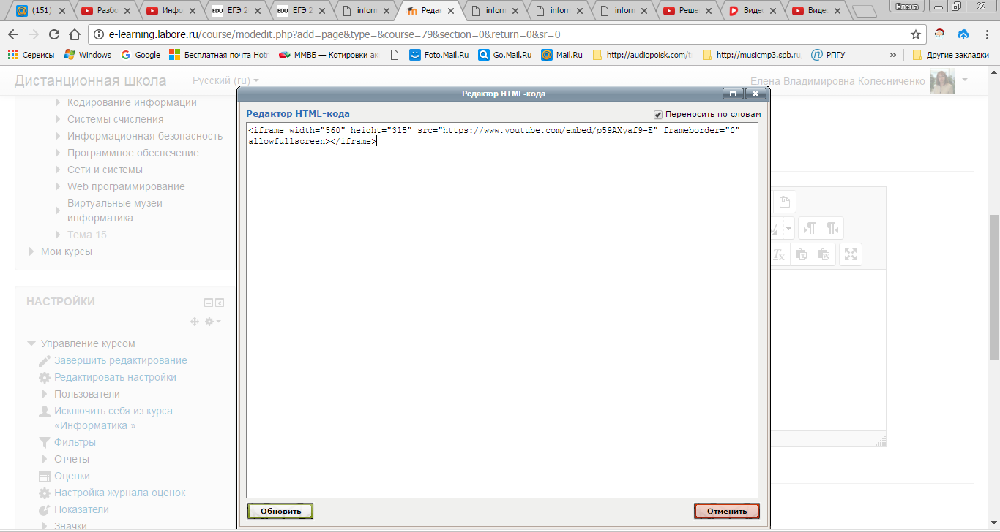 (151) Разбо Инфо ЕГЭ 2 ЕГЭ 2 inform Редак inform inform inform Реше Видео Видео Елена
e-learning.labore.ru/course/modedit.php?add=page&type=&course=79&section=0&return=0&sr=0
Сервисы Windows Google Бесплатная почта Hotm ММВБ — Котировки ак Foto.Mail.Ru Go.Mail.Ru Mail.Ru http://audiopoisk.com/t http://musicmp3.spb.ru РПГУ » Другие закладки
Дистанционная школа Русский (ru) Елена Владимировна Колесниченко
Редактор HTML-кода
Кодирование информации
Системы счисления
Информационная безопасность
Программное обеспечение
Сети и системы
Web программирование
Виртуальные музеи
информатика
Тема 15
Мои курсы
НАСТРОЙКИ
Управление курсом
Завершить редактирование
Редактировать настройки
Пользователи
Исключить себя из курса
«Информатика »
Фильтры
Отчеты
Оценки
Настройка журнала оценок
Показатели
Значки
Редактор HTML-кода Переносить по словам
<iframe width="560" height="315" src="https://www.youtube.com/embed/p59AXyaf9-E" frameborder="0"
allowfullscreen></iframe>
Обновить Отменить